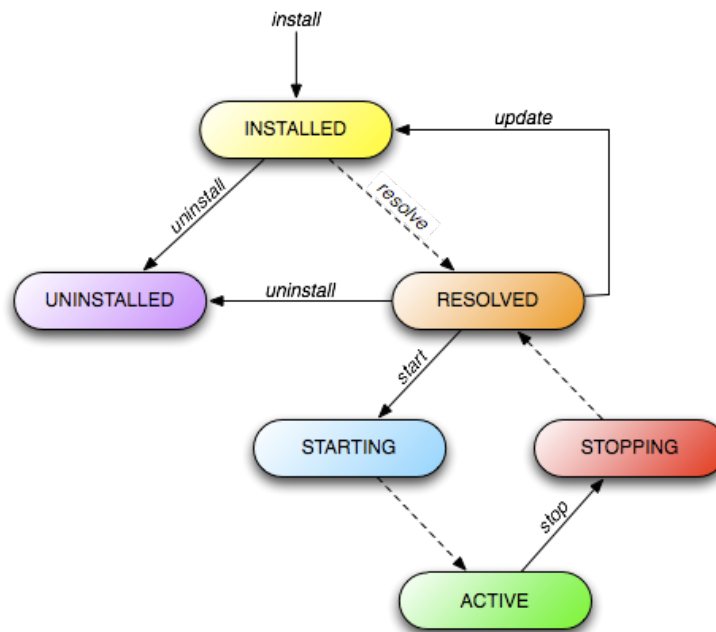 install
INSTALLED
update
uninstall
resolve
UNINSTALLED
uninstall
RESOLVED
start
STARTING
STOPPING
stop
ACTIVE